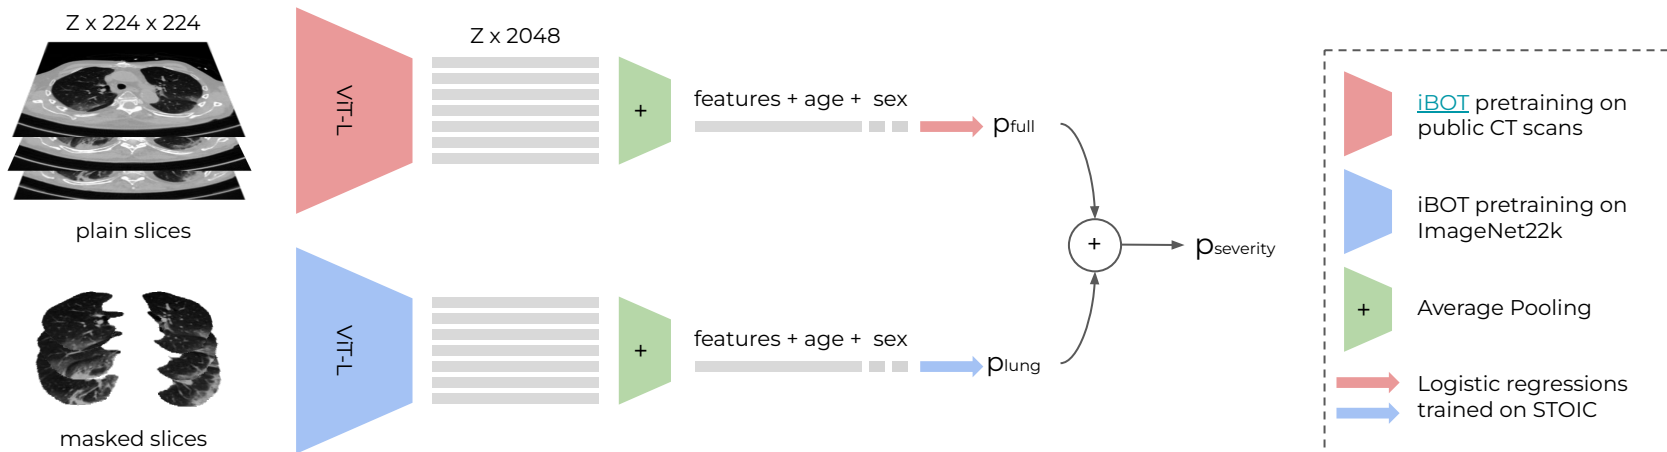 Z x 224 x 224
plain slices
ViT-L
Z x 2048
+
features + age + sex
pfull
masked slices
ViT-L
+
features + age + sex
plung
+
pseverity
iBOT pretraining on
public CT scans
iBOT pretraining on
ImageNet22k
+
Average Pooling
Logistic regressions
trained on STOIC